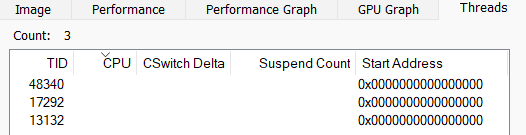 Image Performance Performance Graph GPU Graph Threads
Count: 3
TID CPU CSwitch Delta Suspend Count Start Address
48340 0x0000000000000000
17292 0x0000000000000000
13132 0x0000000000000000